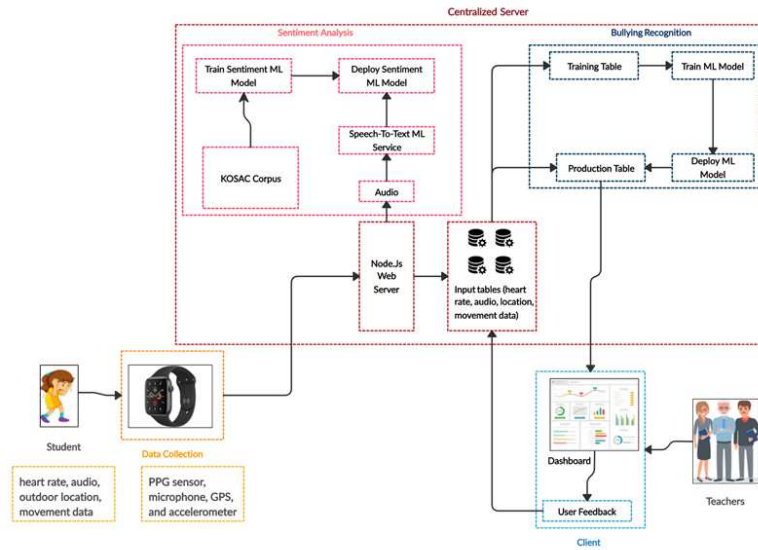 Centralized Server
Sentiment Analysis
Bullying Recognition
Train Sentiment ML
Model
Deploy Sentiment
ML Model
Training Table
Train ML Model
Speech-To-Text ML
Service
KOSAC Corpus
Audio
Production Table
Deploy ML
Model
Node.Js
Web
Server
Input tables (heart
rate, audio, location,
movement data)
Student
Data Collection
heart rate, audio,
outdoor location,
movement data
PPG sensor,
microphone, GPS,
and accelerometer
Dashboard
User Feedback
Client
Teachers